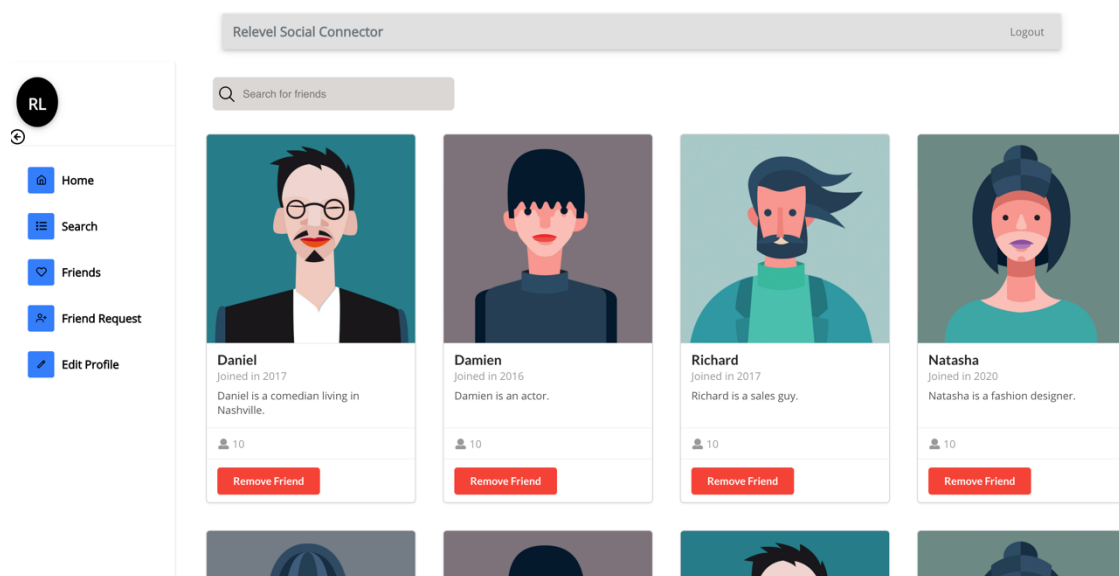 Relevel Social Connector
Logout
RL
Search for friends
Home
Search
Friends
Friend Request
Edit Profile
Daniel
Joined in 2017
Daniel is a comedian living in
Nashville.
10
Remove Friend
Damien
Joined in 2016
Damien is an actor.
10
Remove Friend
Richard
Joined in 2017
Richard is a sales guy.
10
Remove Friend
Natasha
Joined in 2020
Natasha is a fashion designer.
10
Remove Friend